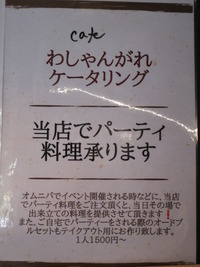 cafe
わしゃんがれ
ケータリング
当店でパーティ
料理承ります
オムニバでイベント開催される時などに、当店
でパーティ料理をご注文頂くと、当日その場で
出来立ての料理を提供させて頂きます❗
また、ご自宅でパーティーをされる際のオードブ
ルセットもテイクアウト用にお作り致します。
1人1500円〜